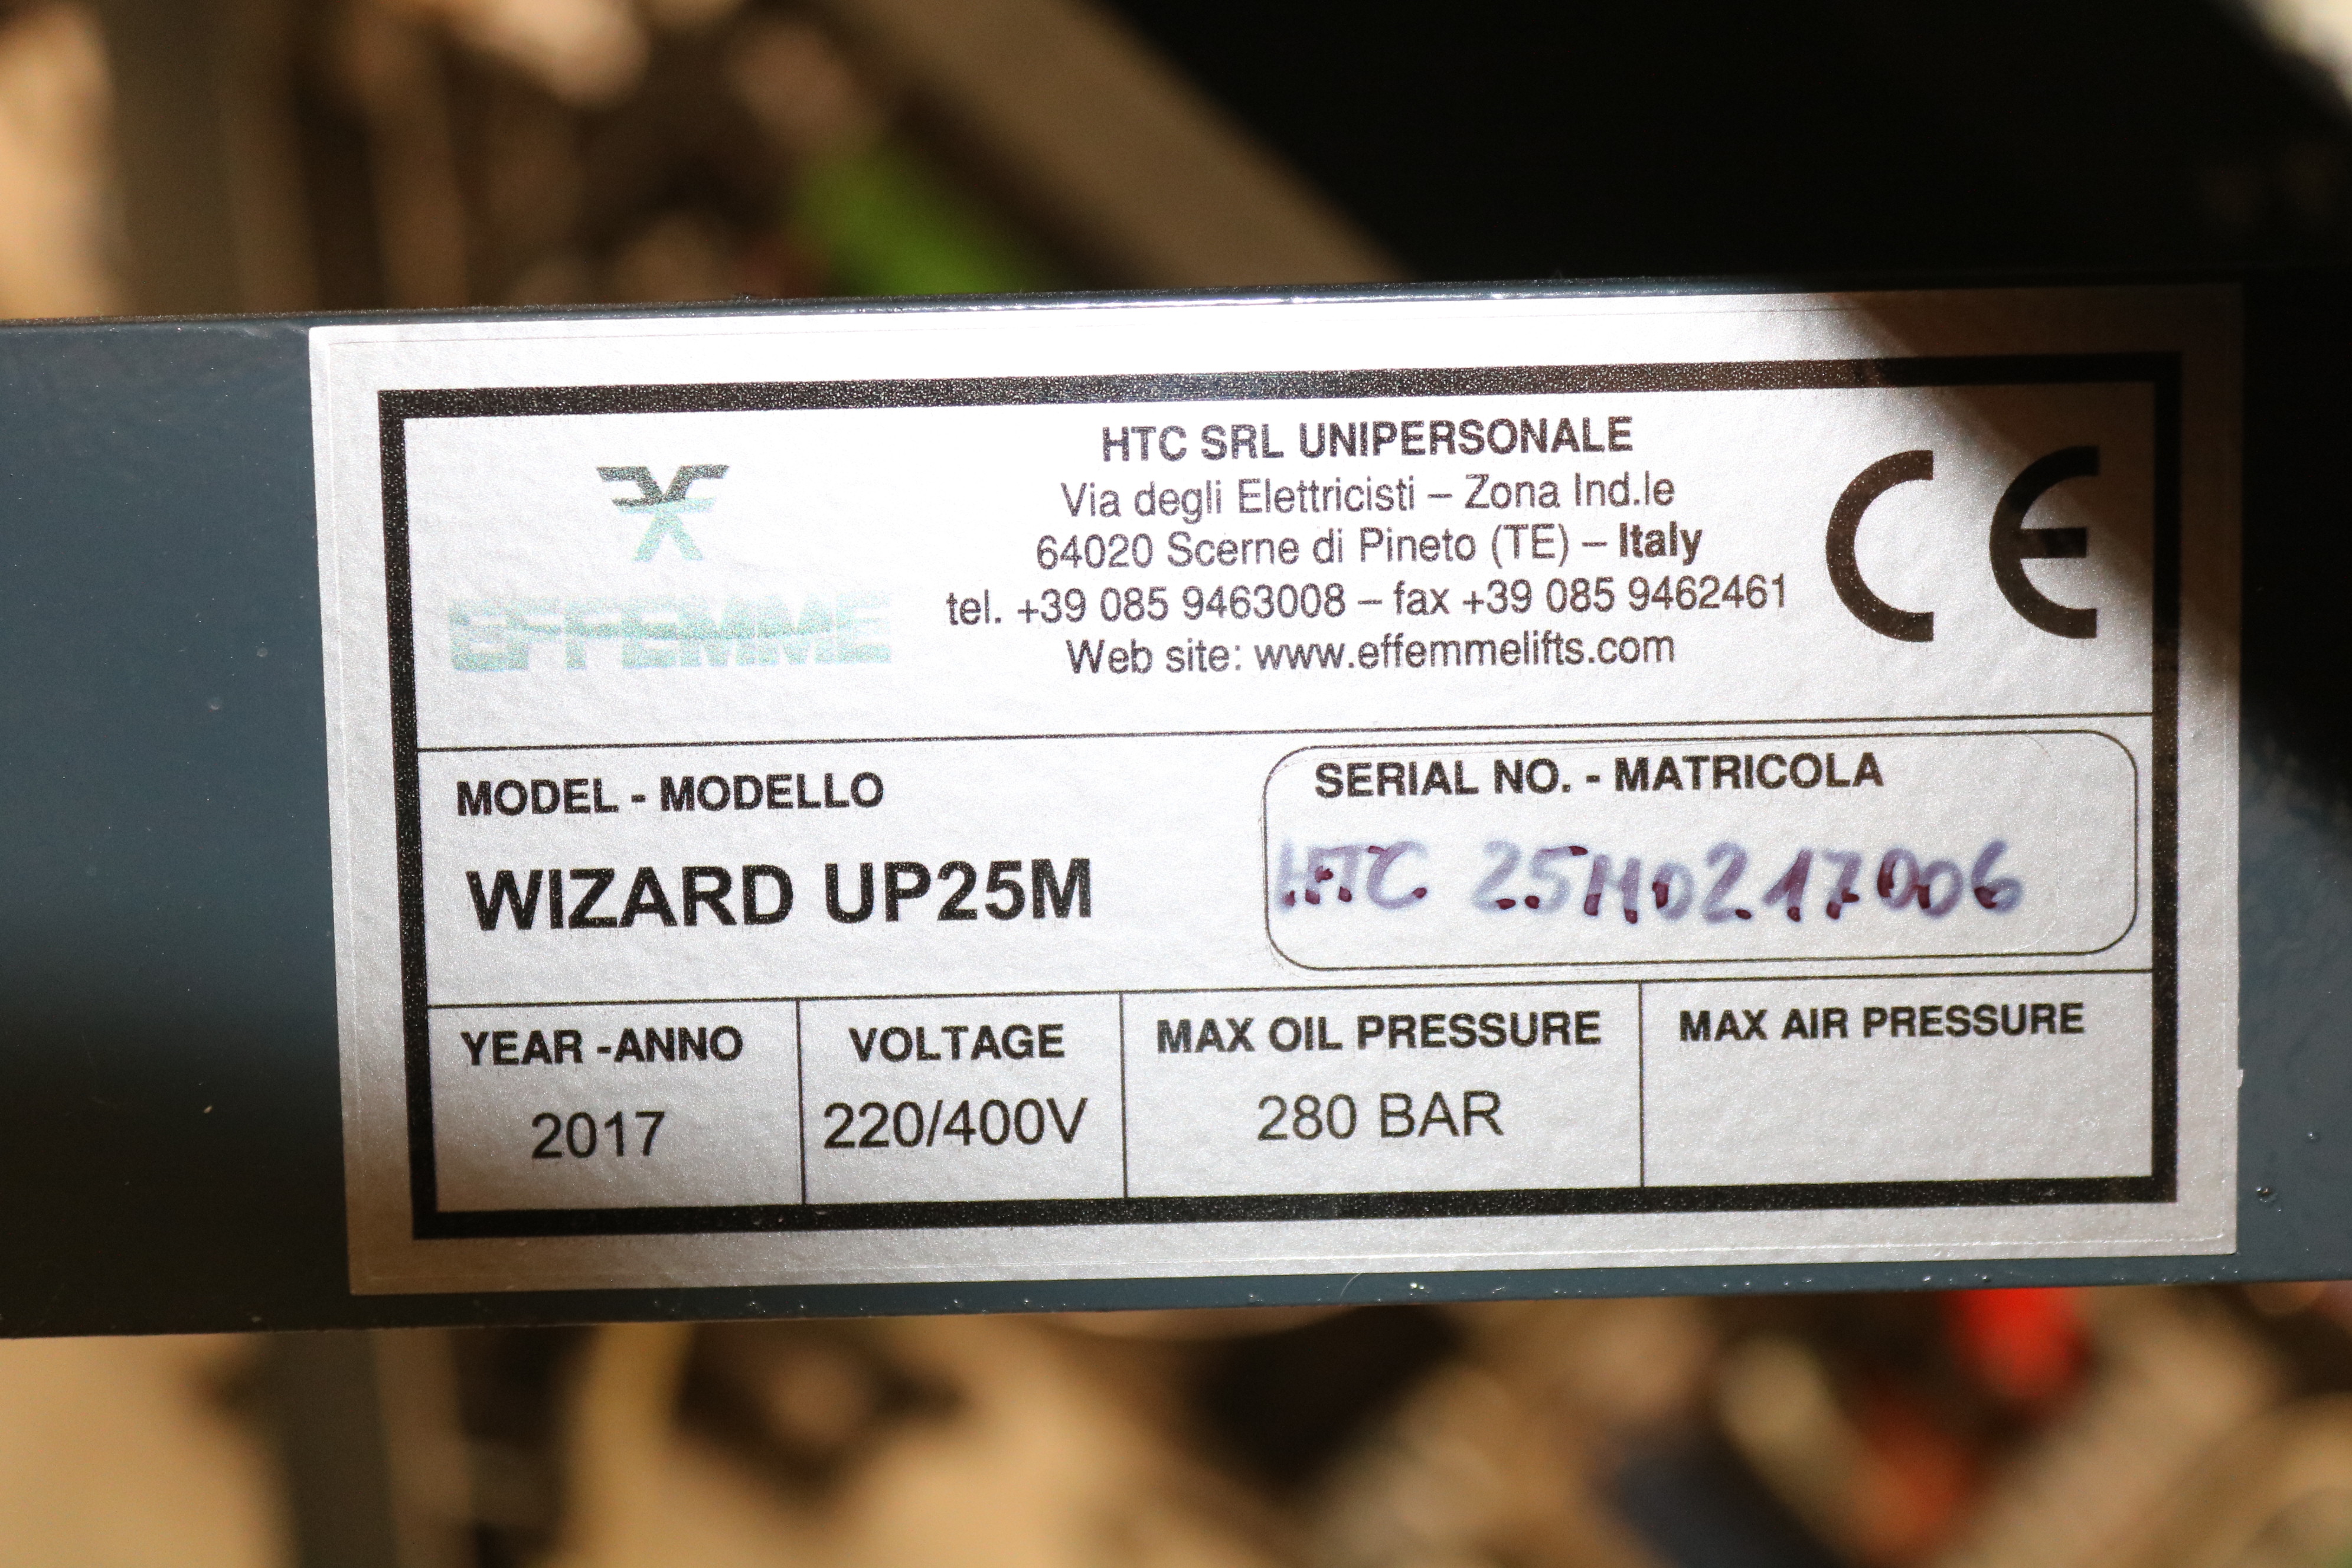 EFFEMME
HTC SRL UNIPERSONALE
Via degli Elettricisti – Zona Ind.le
64020 Scerne di Pineto (TE) – Italy
tel. +39 085 9463008 – fax +39 085 9462461
Web site: www.effemmelifts.com
CE
MODEL - MODELLO
WIZARD UP25M
SERIAL NO. - MATRICOLA
HTC 25M0217006
YEAR -ANNO
2017
VOLTAGE
220/400V
MAX OIL PRESSURE
280 BAR
MAX AIR PRESSURE